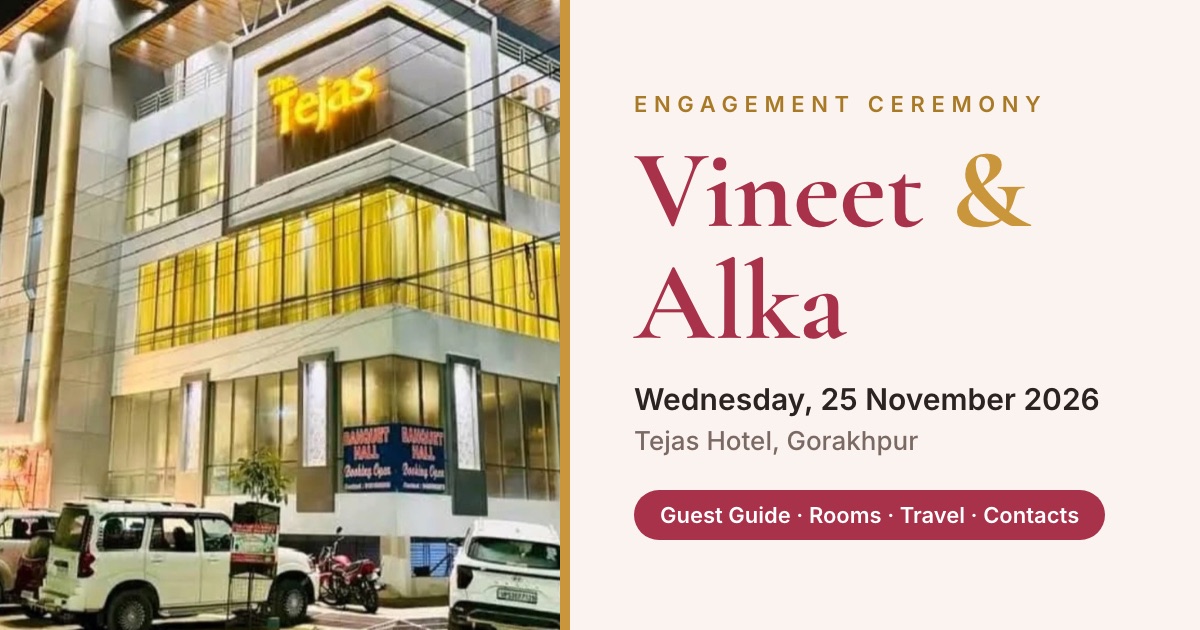 The
Tejas
BANQUET
HALL
Booking Open
BANQUET
HALL
Booking Open
ENGAGEMENT CEREMONY
Vineet &
Alka
Wednesday, 25 November 2026
Tejas Hotel, Gorakhpur
Guest Guide · Rooms · Travel · Contacts